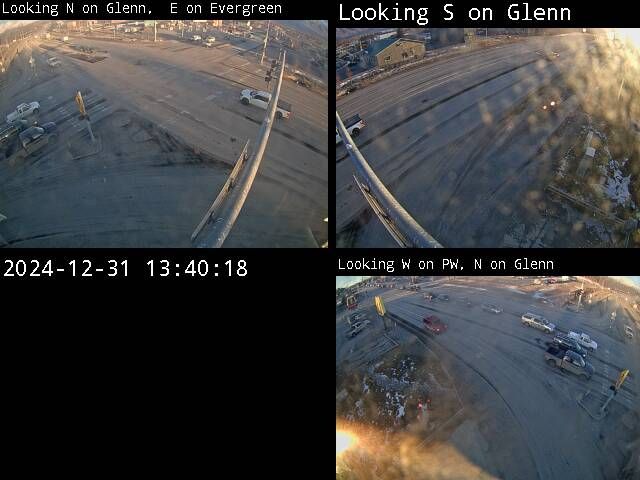 Looking N on Glenn, E on Evergreen
Looking S on Glenn
2024-12-31 13:40:18
Looking W on PW, N on Glenn